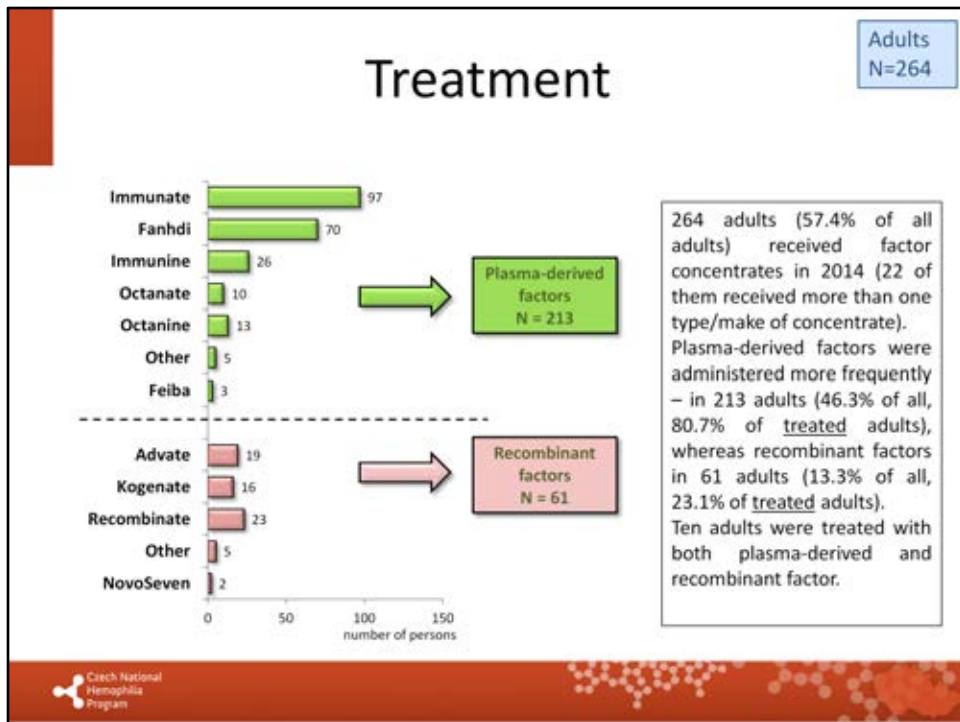 Adults
N=264
Treatment
Immunate 97
Fanhdi 70
Immunine 26
Octanate 10
Octanine 13
Other 5
Feiba 3
Plasma-derived
factors
N = 213
Advate 19
Kogenate 16
Recombinate 23
Other 5
NovoSeven 2
Recombinant
factors
N = 61
0 50 100 150
number of persons
264 adults (57.4% of all
adults) received factor
concentrates in 2014 (22 of
them received more than one
type/make of concentrate).
Plasma-derived factors were
administered more frequently
– in 213 adults (46.3% of all,
80.7% of treated adults),
whereas recombinant factors
in 61 adults (13.3% of all,
23.1% of treated adults).
Ten adults were treated with
both plasma-derived and
recombinant factor.
Czech National
Hemophilia
Program